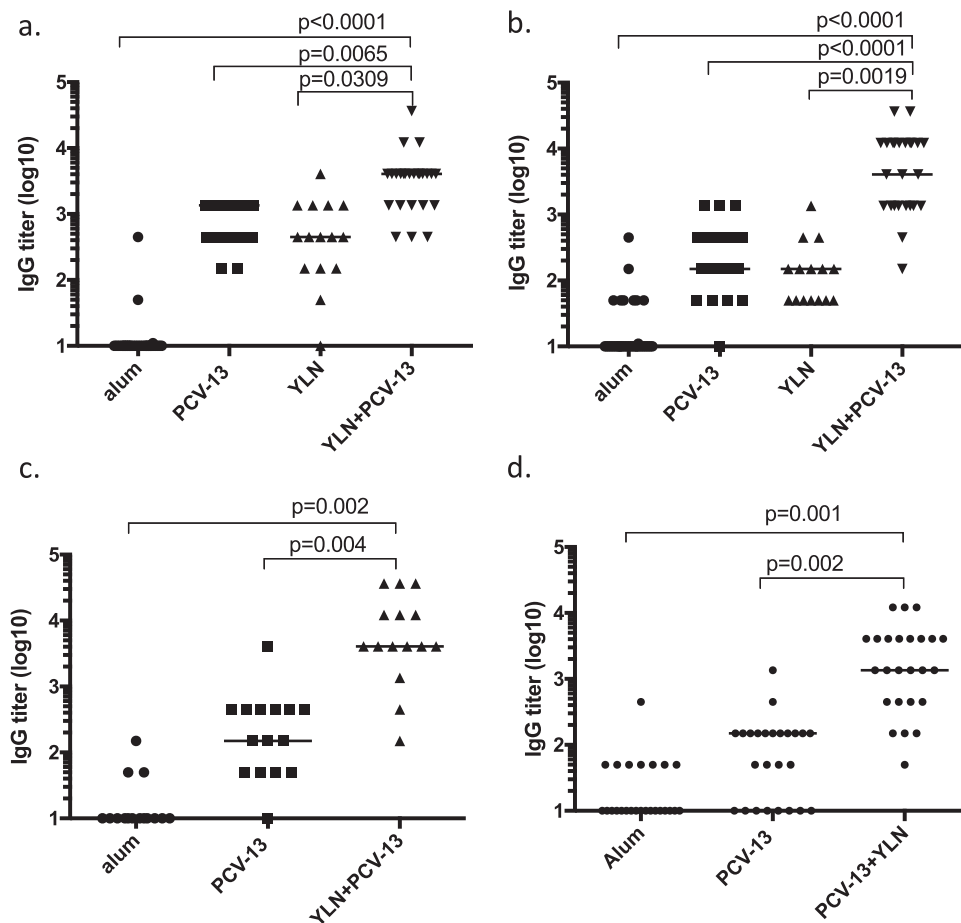 a.
p<0.0001
p=0.0065
p=0.0309
5
4
3
2
1
IgG titer (log10)
alum
PCV-13
YLN
YLN+PCV-13
b.
p<0.0001
p<0.0001
p=0.0019
5
4
3
2
1
IgG titer (log10)
alum
PCV-13
YLN
YLN+PCV-13
c.
p=0.002
p=0.004
5
4
3
2
1
IgG titer (log10)
alum
PCV-13
YLN+PCV-13
d.
p=0.001
p=0.002
5
4
3
2
1
IgG titer (log10)
Alum
PCV-13
PCV-13+YLN